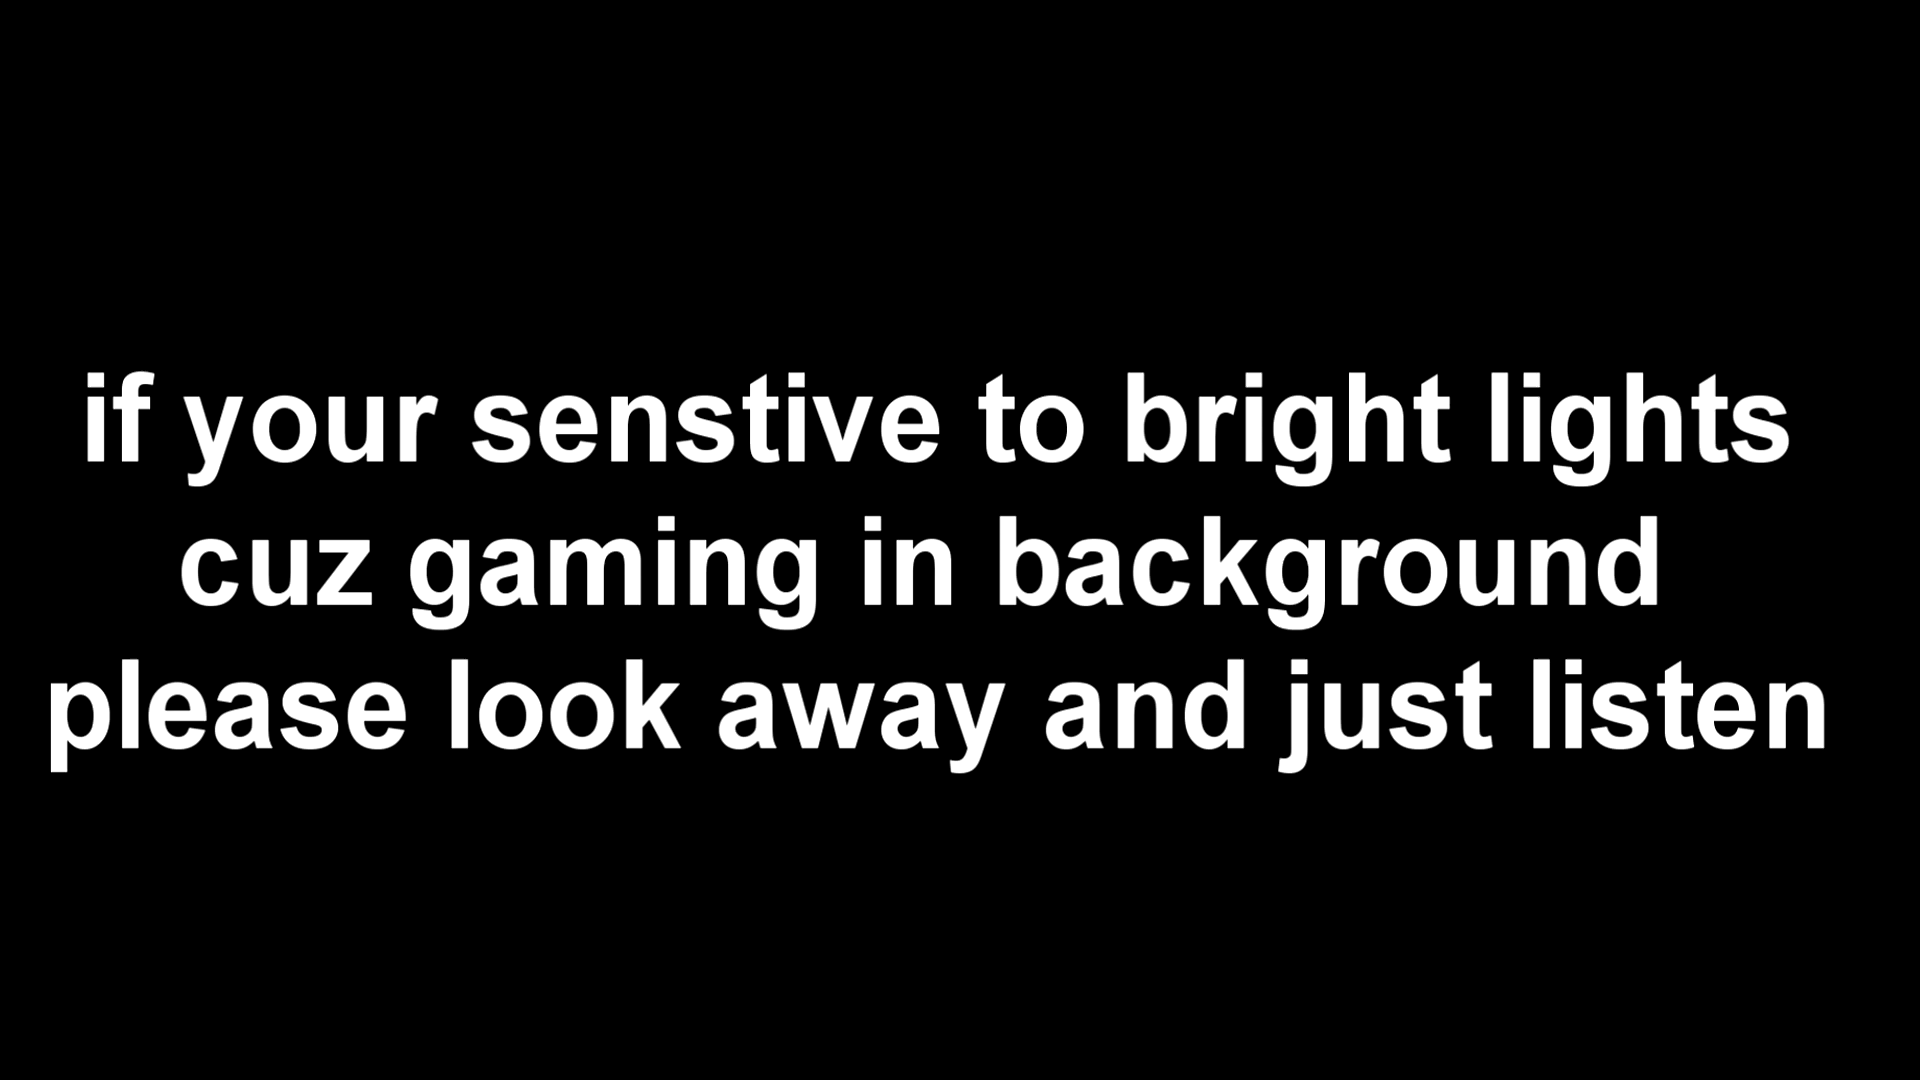 if your senstive to bright lights
cuz gaming in background
please look away and just listen